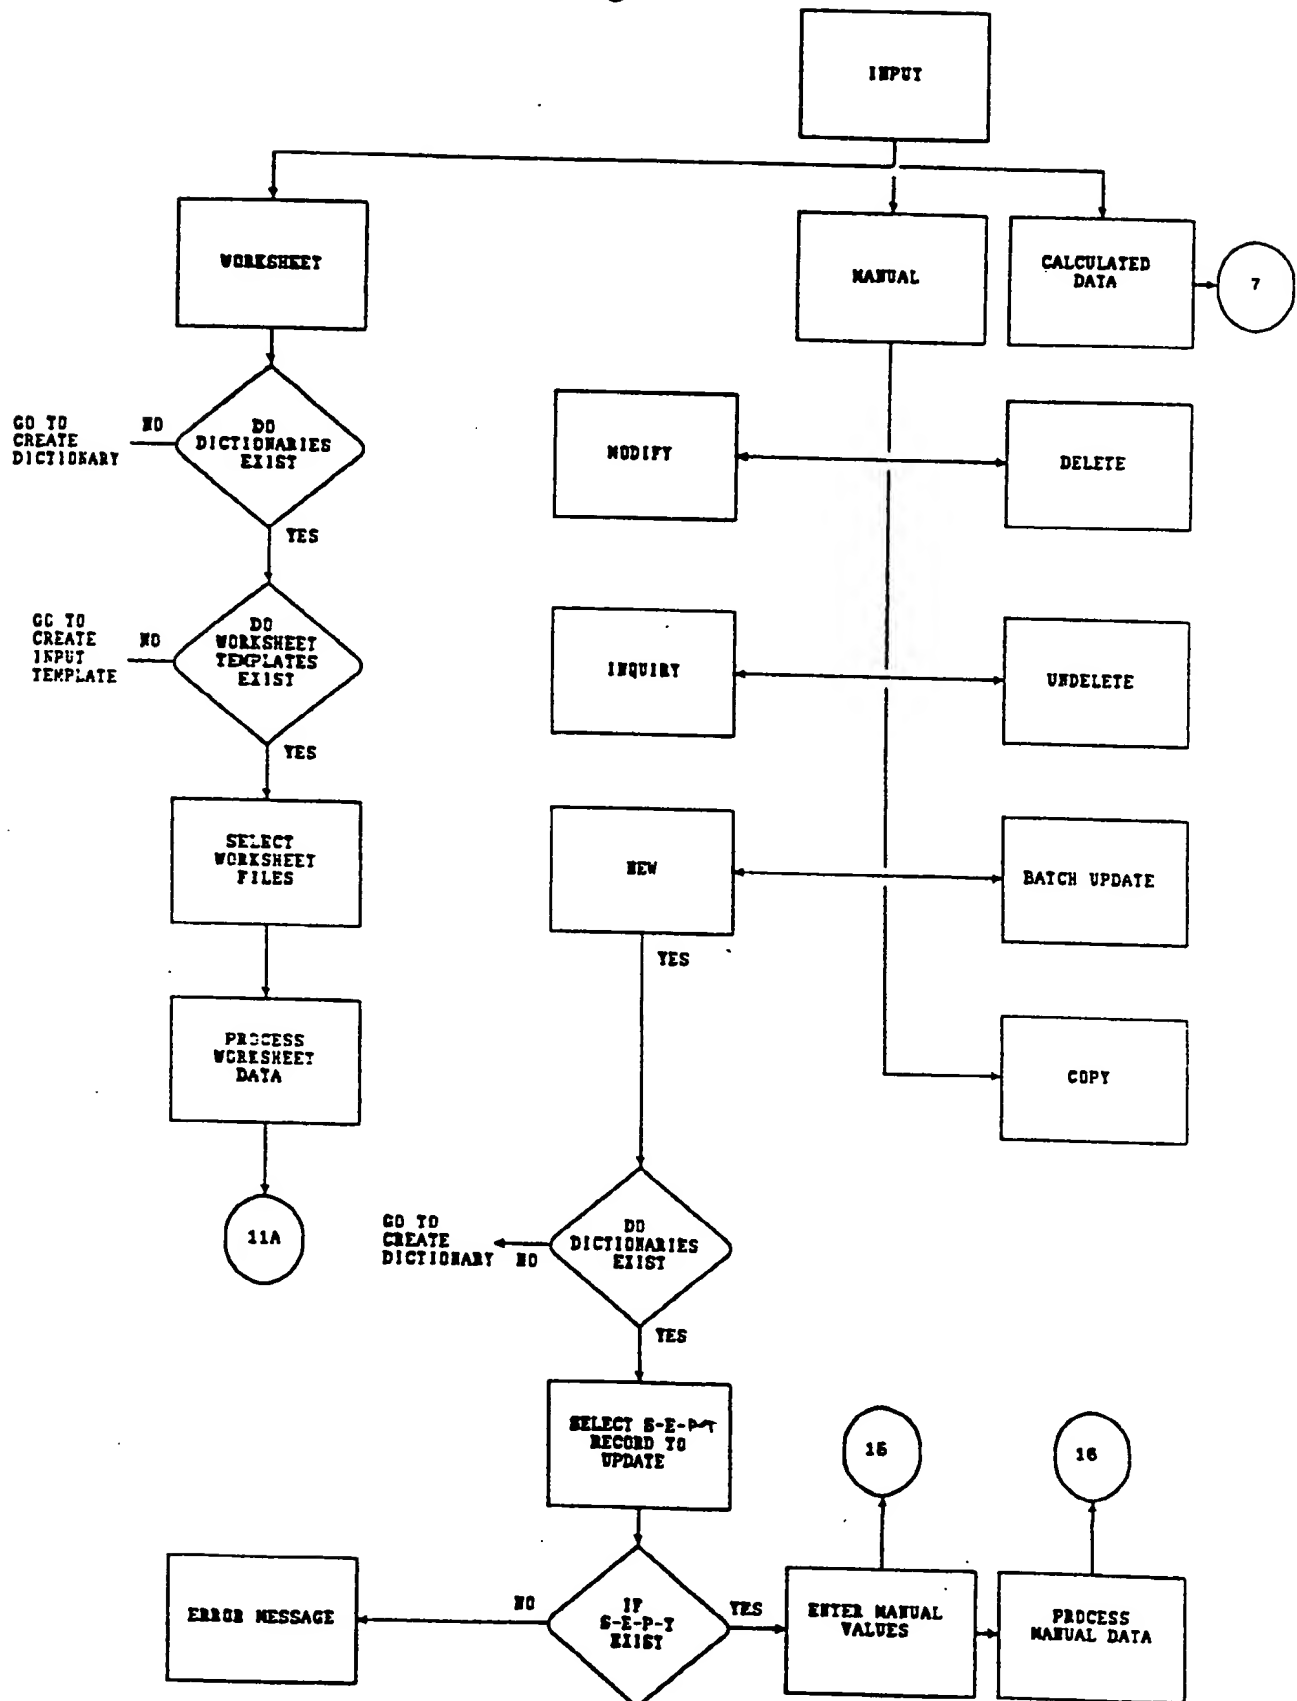 INPUT
WORKSHEET
MANUAL
CALCULATED
DATA
7
GO TO
CREATE
DICTIONARY
NO
DO
DICTIONARIES
EXIST
YES
MODIFY
DELETE
GO TO
CREATE
INPUT
TEMPLATE
NO
DO
WORKSHEET
TEMPLATES
EXIST
YES
INQUIRY
UNDELETE
SELECT
WORKSHEET
FILES
NEW
YES
BATCH UPDATE
PROCESS
WORKSHEET
DATA
COPY
11A
GO TO
CREATE
DICTIONARY
NO
DO
DICTIONARIES
EXIST
YES
SELECT S-E-P-T
RECORD TO
UPDATE
15
16
ERROR MESSAGE
NO
IF
S-E-P-T
EXIST
YES
ENTER MANUAL
VALUES
PROCESS
MANUAL DATA